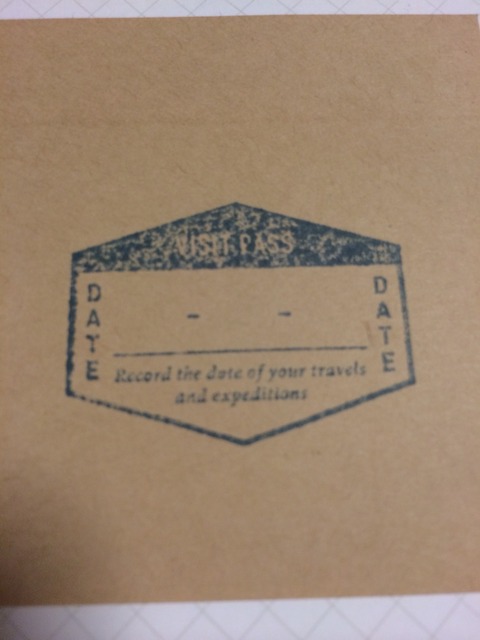 VISIT PASS
DATE
- -
DATE
Record the date of your travels
and expeditions